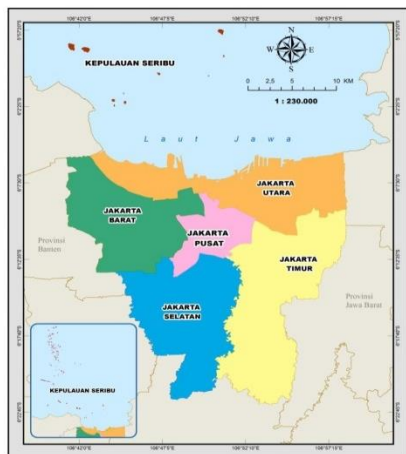 106°42'0"E
106°47'5"E
106°52'10"E
106°57'15"E
KEPULAUAN SERIBU
N
W
E
S
0 2,5 5 10 KM
1 : 230.000
Laut Jawa
JAKARTA
UTARA
JAKARTA
BARAT
JAKARTA
PUSAT
Provinsi
Banten
JAKARTA
TIMUR
JAKARTA
SELATAN
Provinsi
Jawa Barat
KEPULAUAN SERIBU
106°42'0"E
106°47'5"E
106°52'10"E
106°57'15"E